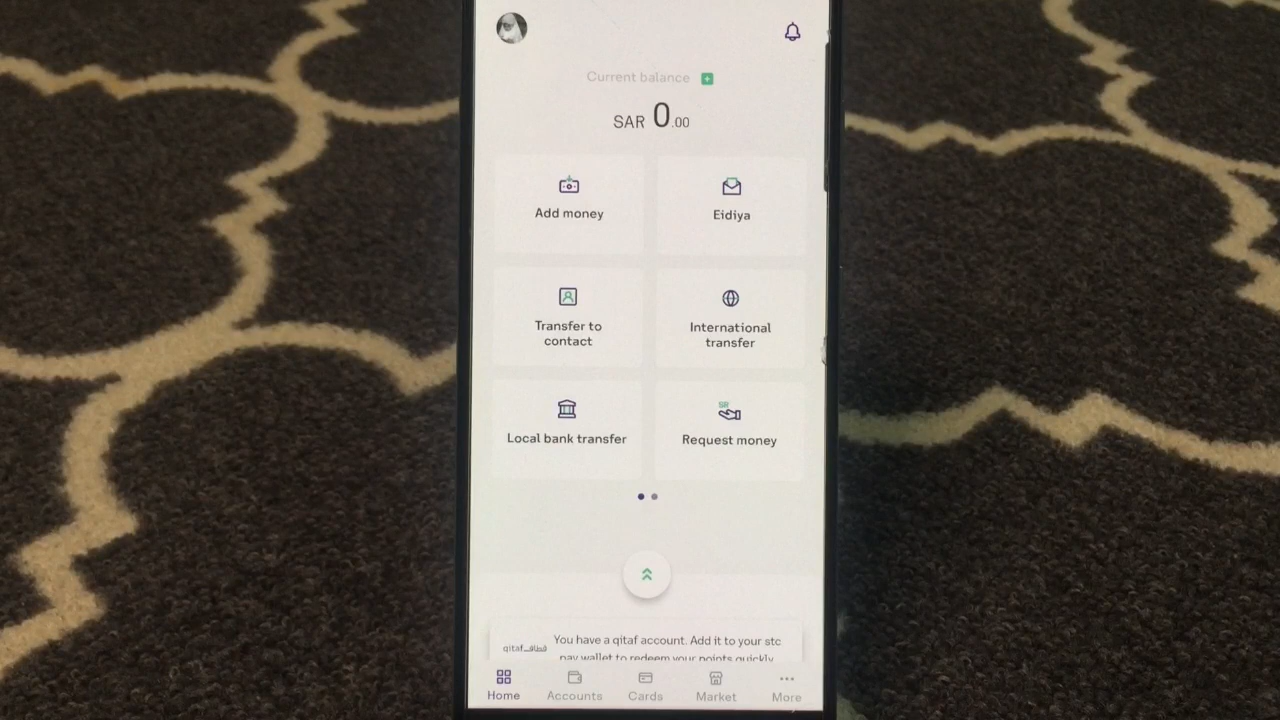 Current balance
SAR 0.00
Add money
Eidiya
Transfer to
contact
International
transfer
Local bank transfer
SR
Request money
You have a qitaf account. Add it to your stc
qitaf_قطاف
pay wallet to redeem your points quickly
Home
Accounts
Cards
Market
More